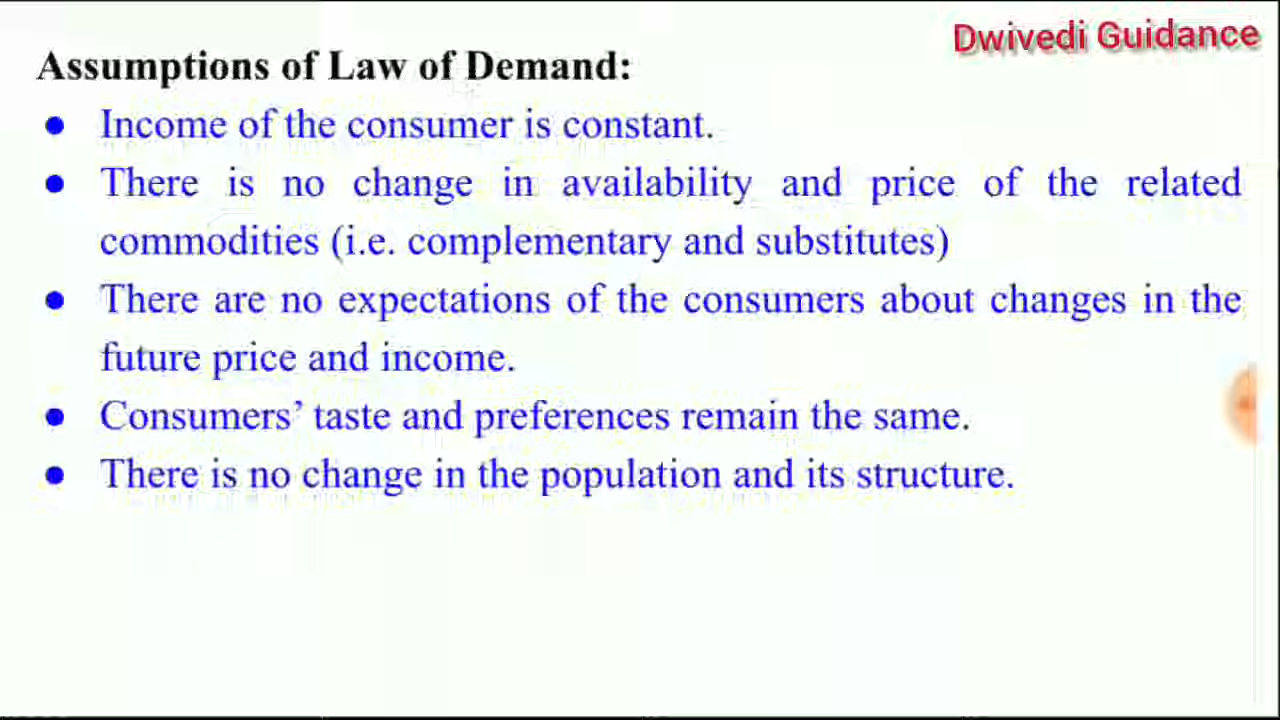 Dwivedi Guidance
Assumptions of Law of Demand:
● Income of the consumer is constant.
● There is no change in availability and price of the related
commodities (i.e. complementary and substitutes)
● There are no expectations of the consumers about changes in the
future price and income.
● Consumers’ taste and preferences remain the same.
● There is no change in the population and its structure.